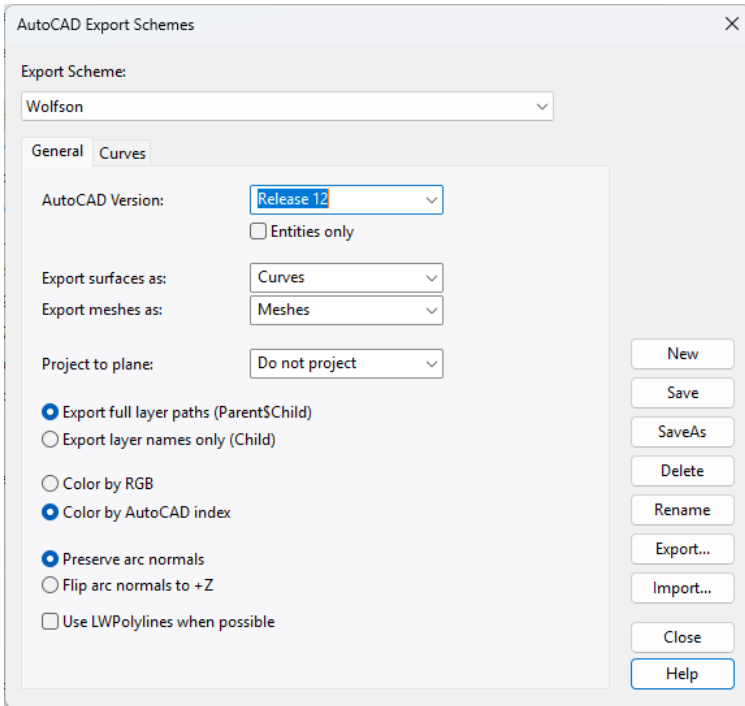 AutoCAD Export Schemes
Export Scheme:
Wolfson
General Curves
AutoCAD Version: Release 12
Entities only
Export surfaces as: Curves
Export meshes as: Meshes
Project to plane: Do not project
Export full layer paths (Parent$Child)
Export layer names only (Child)
Color by RGB
Color by AutoCAD index
Preserve arc normals
Flip arc normals to +Z
Use LWPolylines when possible
New
Save
SaveAs
Delete
Rename
Export...
Import...
Close
Help